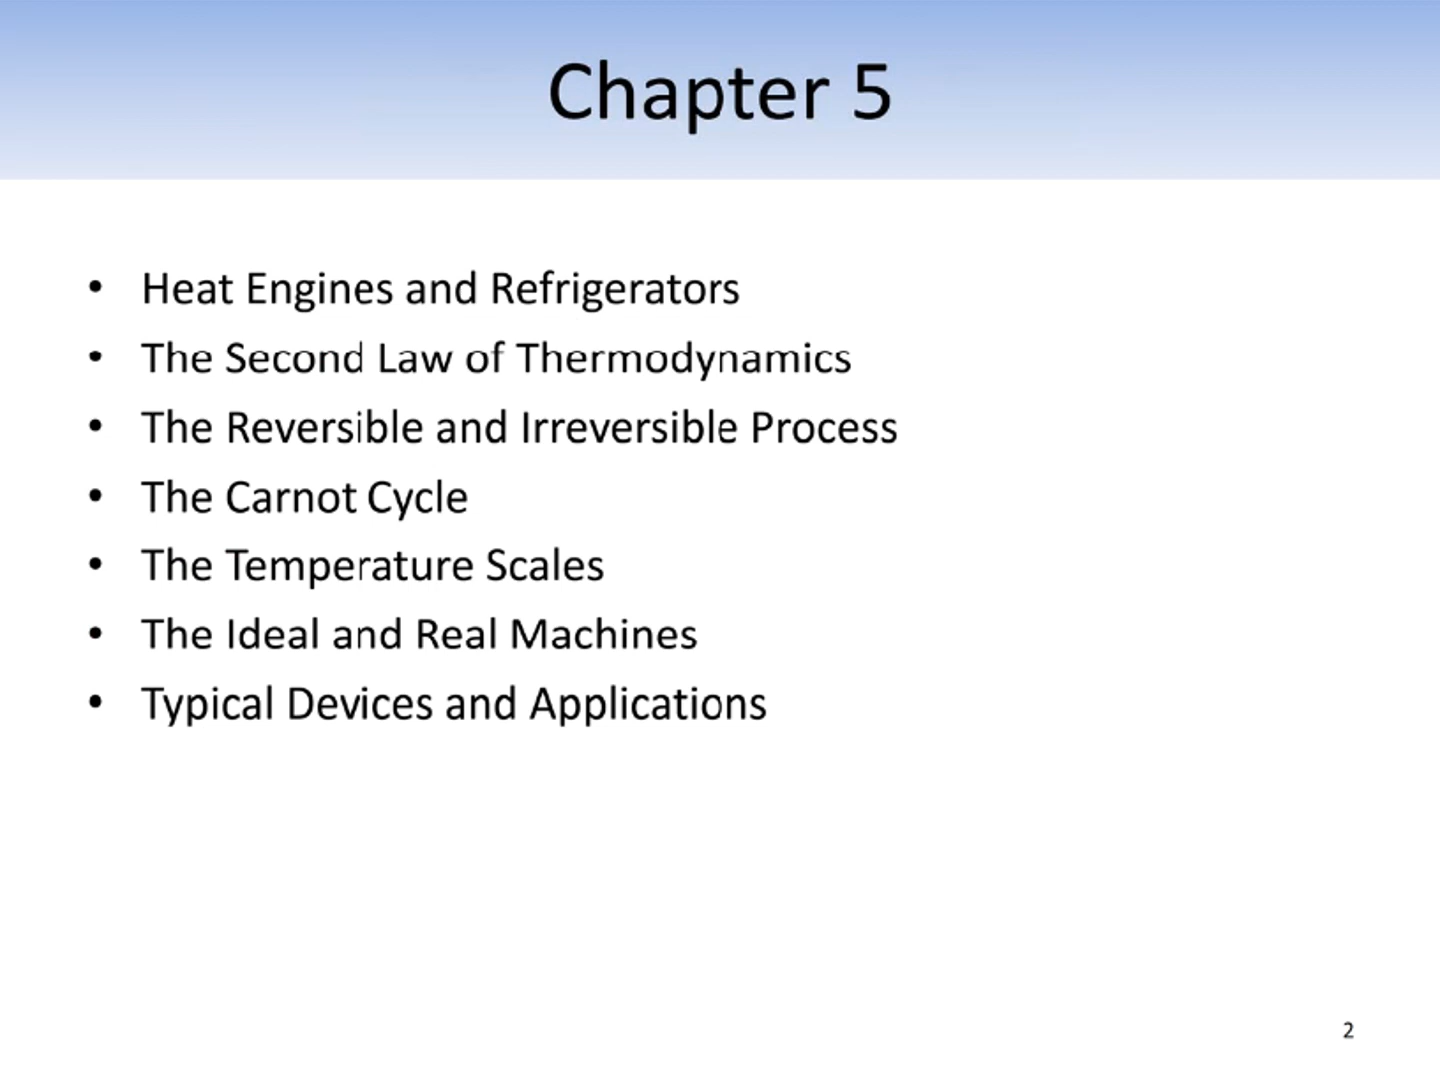 Chapter 5
• Heat Engines and Refrigerators
• The Second Law of Thermodynamics
• The Reversible and Irreversible Process
• The Carnot Cycle
• The Temperature Scales
• The Ideal and Real Machines
• Typical Devices and Applications
2